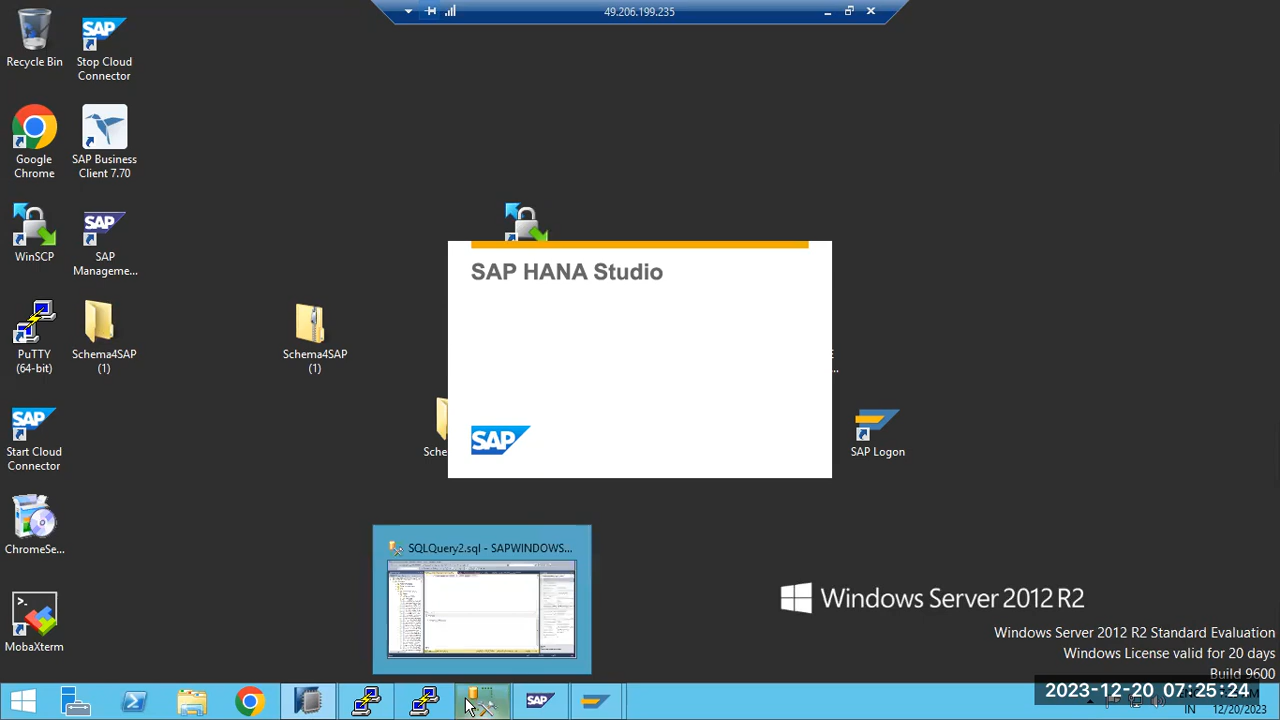 49.206.199.235
Recycle Bin
Stop Cloud
Connector
Google
Chrome
SAP Business
Client 7.70
WinSCP
SAP
Manageme...
PuTTY
(64-bit)
Schema4SAP
(1)
Schema4SAP
(1)
SAP HANA Studio
SAP
Start Cloud
Connector
Sche
SAP Logon
ChromeSe...
SQLQuery2.sql - SAPWINDOWS...
MobaXterm
Windows Server 2012 R2
Windows Server 2012 R2 Standard Evaluation
Windows License valid for 20 days
Build 9600
2023-12-20 07:25:24
IN
12/20/2023